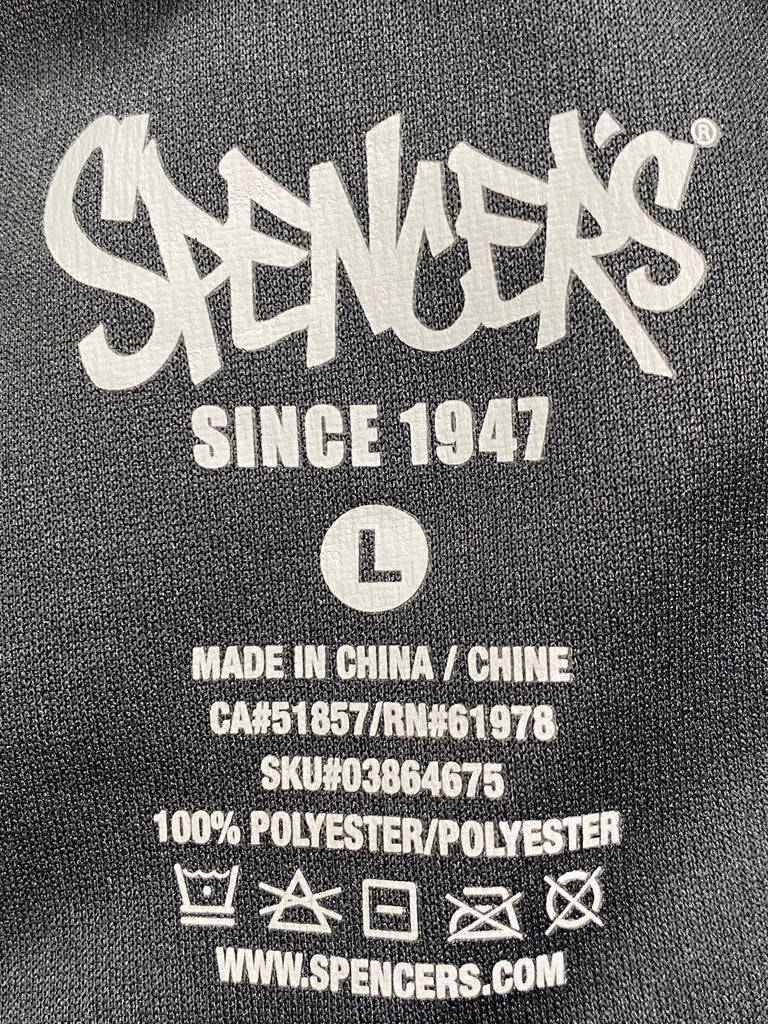 SPENCER'S®
SINCE 1947
L
MADE IN CHINA / CHINE
CA#51857/RN#61978
SKU#03864675
100% POLYESTER/POLYESTER
WWW.SPENCERS.COM